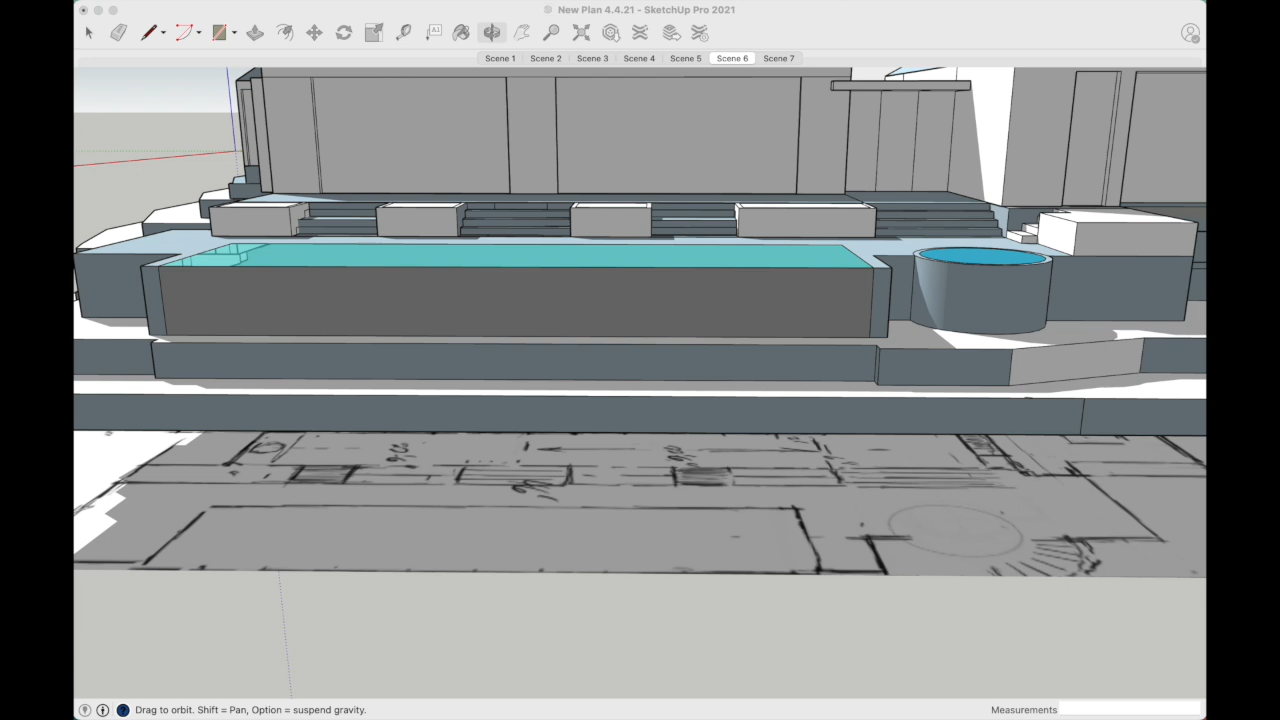 New Plan 4.4.21 - SketchUp Pro 2021
A1
Scene 1 Scene 2 Scene 3 Scene 4 Scene 5 Scene 6 Scene 7
Drag to orbit. Shift = Pan, Option = suspend gravity.
Measurements